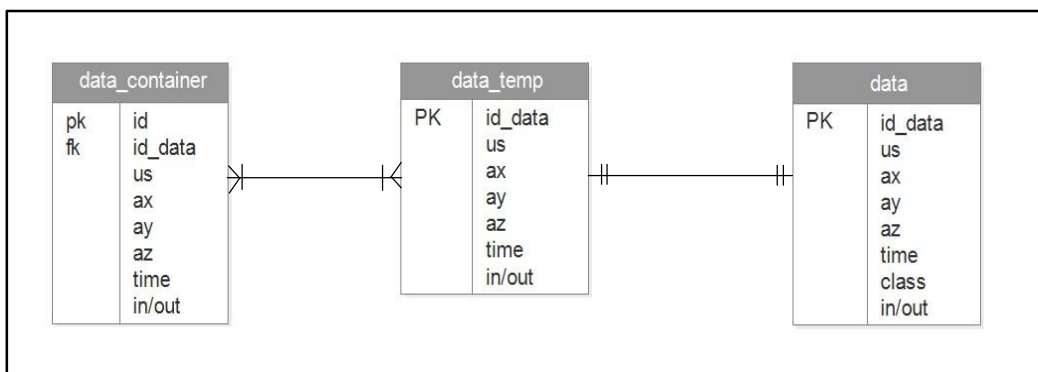 data_container
pk id
fk id_data
us
ax
ay
az
time
in/out
data_temp
PK id_data
us
ax
ay
az
time
in/out
data
PK id_data
us
ax
ay
az
time
class
in/out